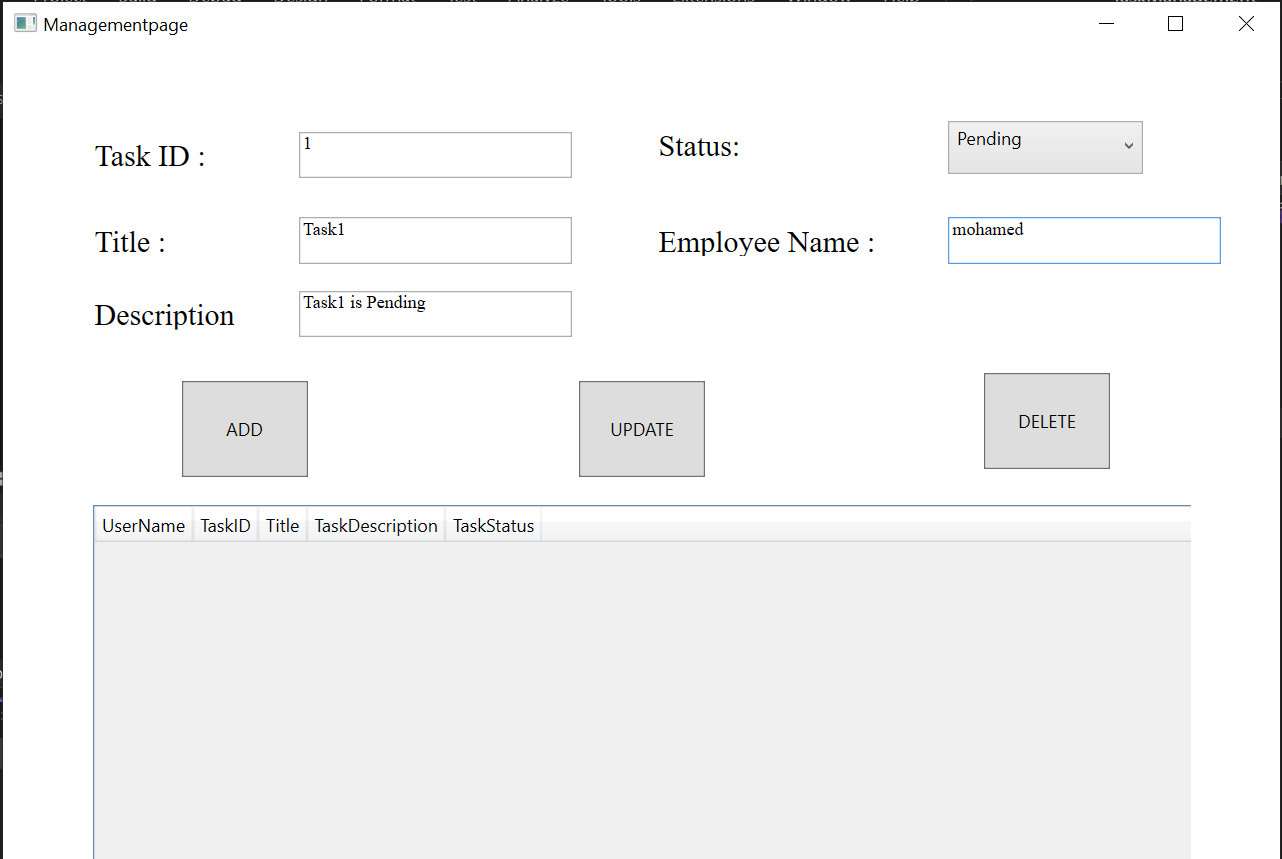 Managementpage
Task ID :
1
Status:
Pending
Title :
Task1
Employee Name :
mohamed
Description
Task1 is Pending
ADD
UPDATE
DELETE
UserName TaskID Title TaskDescription TaskStatus